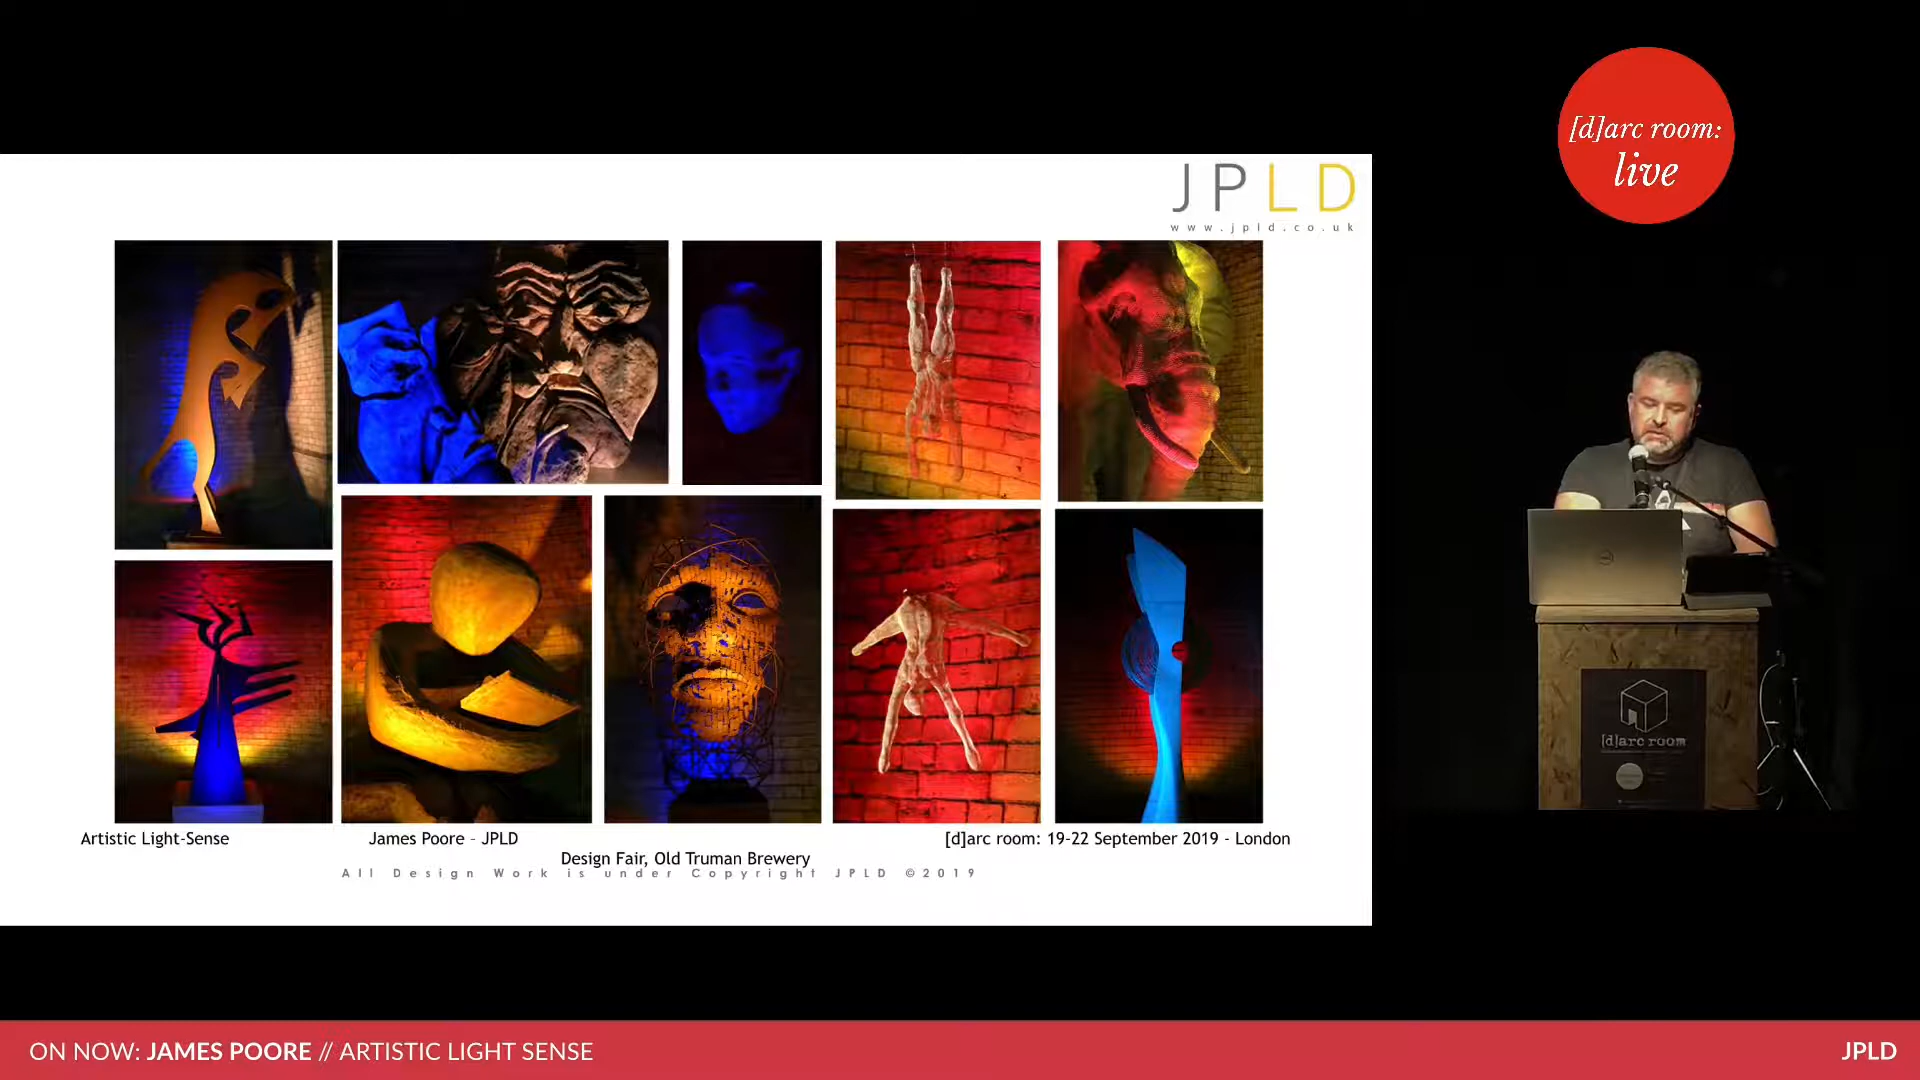 [d]arc room:
live
JPLD
www.jpld.co.uk
Artistic Light-Sense
James Poore - JPLD
[d]arc room: 19-22 September 2019 - London
Design Fair, Old Truman Brewery
All Design Work is under Copyright JPLD ©2019
[d]arc room
ON NOW: JAMES POORE // ARTISTIC LIGHT SENSE
JPLD